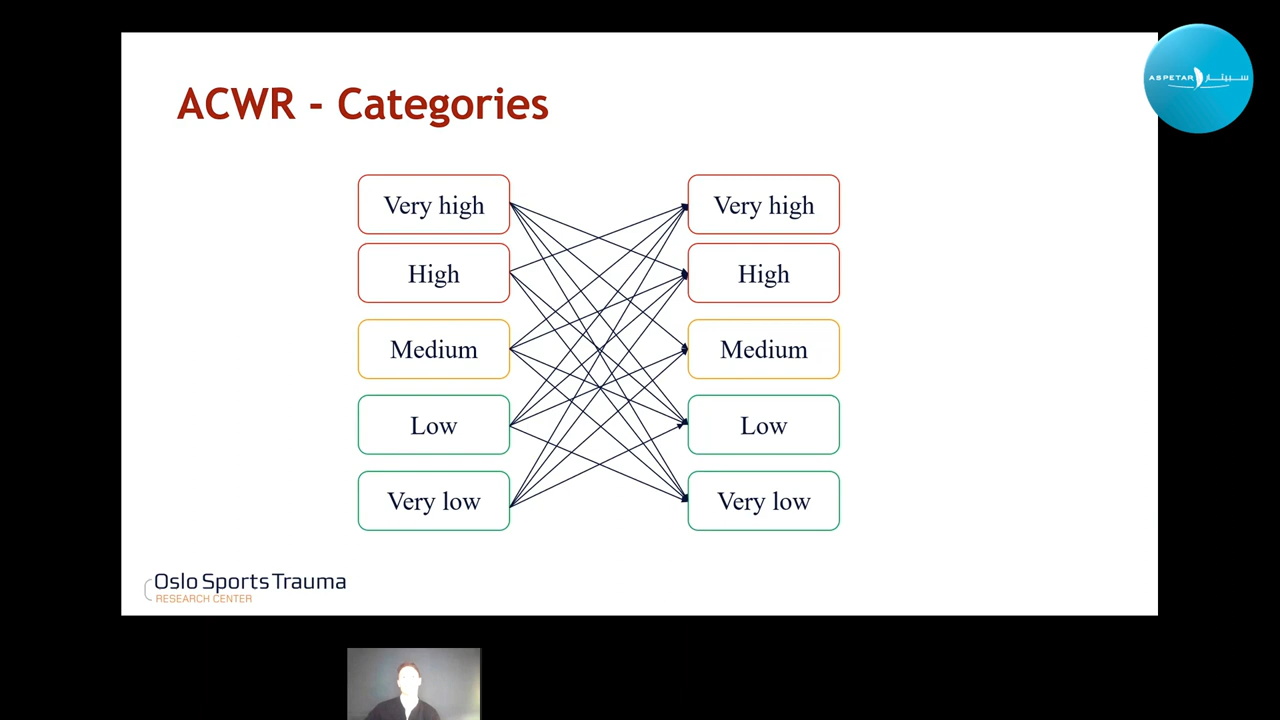 ACWR - Categories
ASPETAR سبيتار
Very high
Very high
High
High
Medium
Medium
Low
Low
Very low
Very low
Oslo Sports Trauma
RESEARCH CENTER